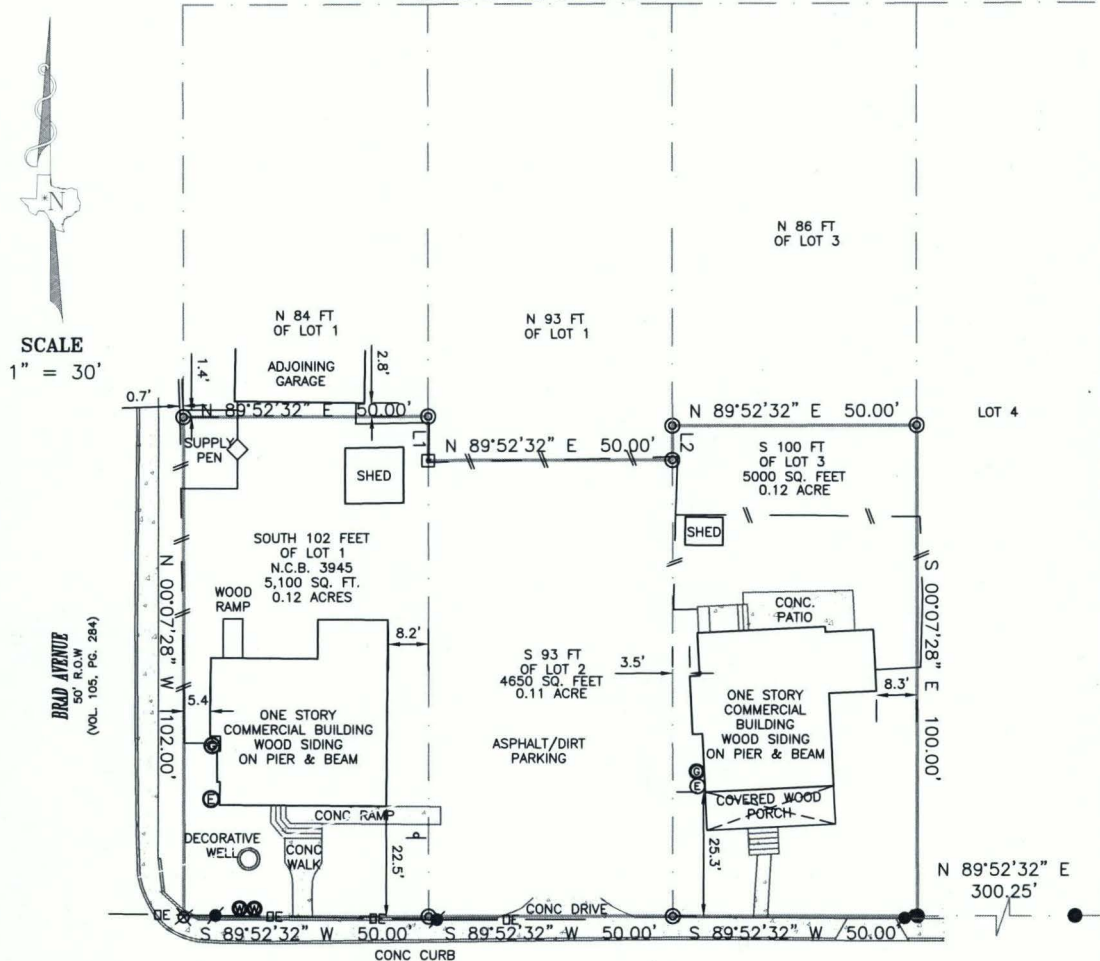 N
SCALE
1" = 30'
N 86 FT
OF LOT 3
N 84 FT
OF LOT 1
N 93 FT
OF LOT 1
LOT 4
ADJOINING
GARAGE
1.4'
2.8'
0.7'
N 89°52'32" E 50.00'
N 89°52'32" E 50.00'
N 89°52'32" E 50.00'
L1
L2
SUPPLY
PEN
SHED
S 100 FT
OF LOT 3
5000 SQ. FEET
0.12 ACRE
SHED
SOUTH 102 FEET
OF LOT 1
N.C.B. 3945
5,100 SQ. FT.
0.12 ACRES
N 00°07'28" W 102.00'
S 00°07'28" E 100.00'
WOOD
RAMP
CONC.
PATIO
BRAD AVENUE
50' R.O.W
(VOL. 105, PG. 284)
8.2'
S 93 FT
OF LOT 2
4650 SQ. FEET
0.11 ACRE
3.5'
8.3'
5.4
ONE STORY
COMMERCIAL BUILDING
WOOD SIDING
ON PIER & BEAM
ASPHALT/DIRT
PARKING
ONE STORY
COMMERCIAL
BUILDING
WOOD SIDING
ON PIER & BEAM
G
E
G
E
COVERED WOOD
PORCH
CONC RAMP
DECORATIVE
WELL
CONC
WALK
22.5'
25.3'
N 89°52'32" E
300.25'
W W
OE
OE
OE
OE
CONC DRIVE
S 89°52'32" W 50.00'
S 89°52'32" W 50.00'
S 89°52'32" W 50.00'
CONC CURB